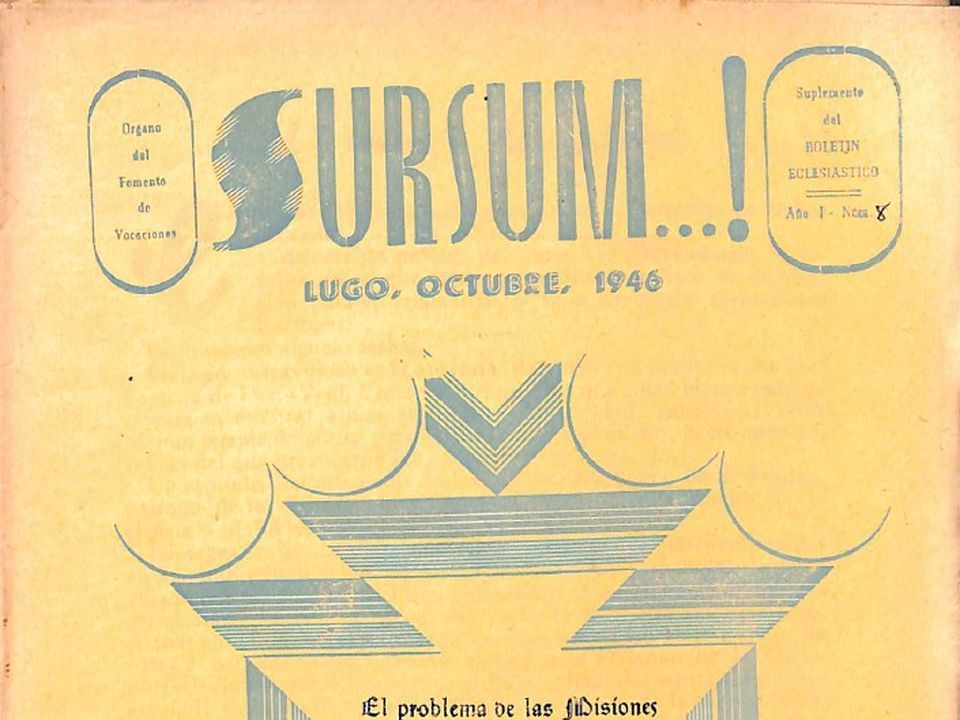 Organo
del
Fomento
de
Vocaciones
SURSUM...!
Suplemento
del
BOLETIN
ECLESIASTICO
Año I - Núm. 8
LUGO, OCTUBRE, 1946
El problema de las Misiones